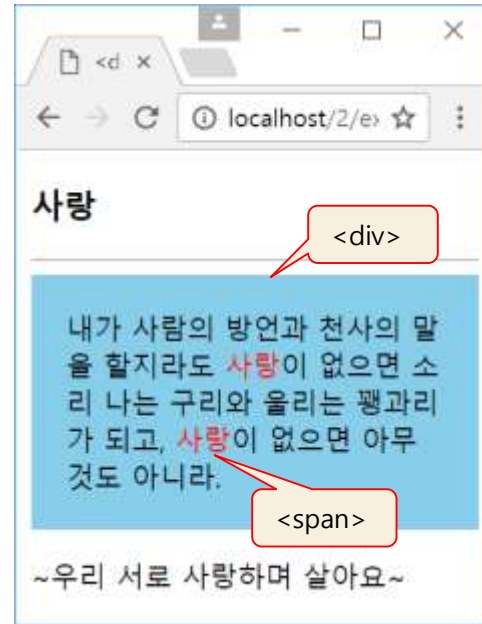 <d
localhost/2/e
사랑
<div>
내가 사람의 방언과 천사의 말
을 할지라도 사랑이 없으면 소
리 나는 구리와 울리는 꽹과리
가 되고, 사랑이 없으면 아무
것도 아니라.
<span>
~우리 서로 사랑하며 살아요~